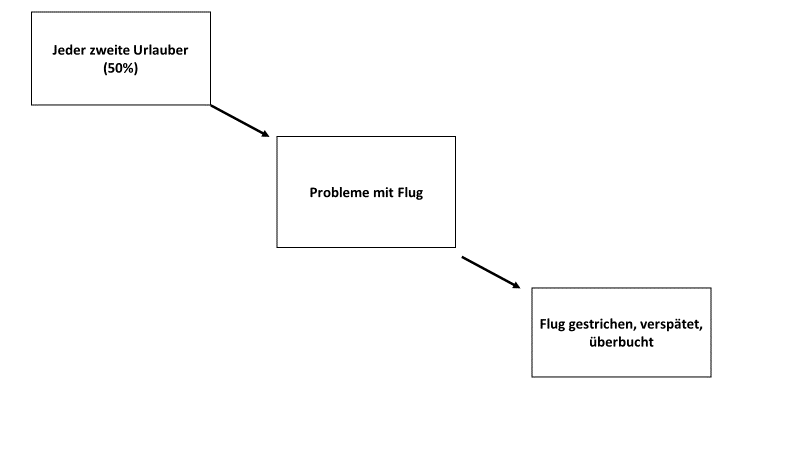 Jeder zweite Urlauber
(50%)
Probleme mit Flug
Flug gestrichen, verspätet,
überbucht